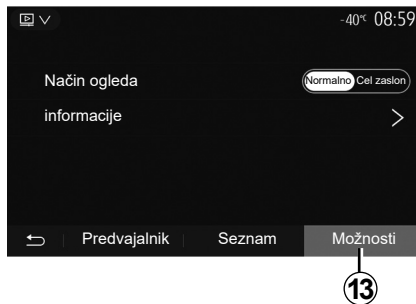 -40°C 08:59
Način ogleda Normalno Cel zaslon
informacije
Predvajalnik Seznam Možnosti
13